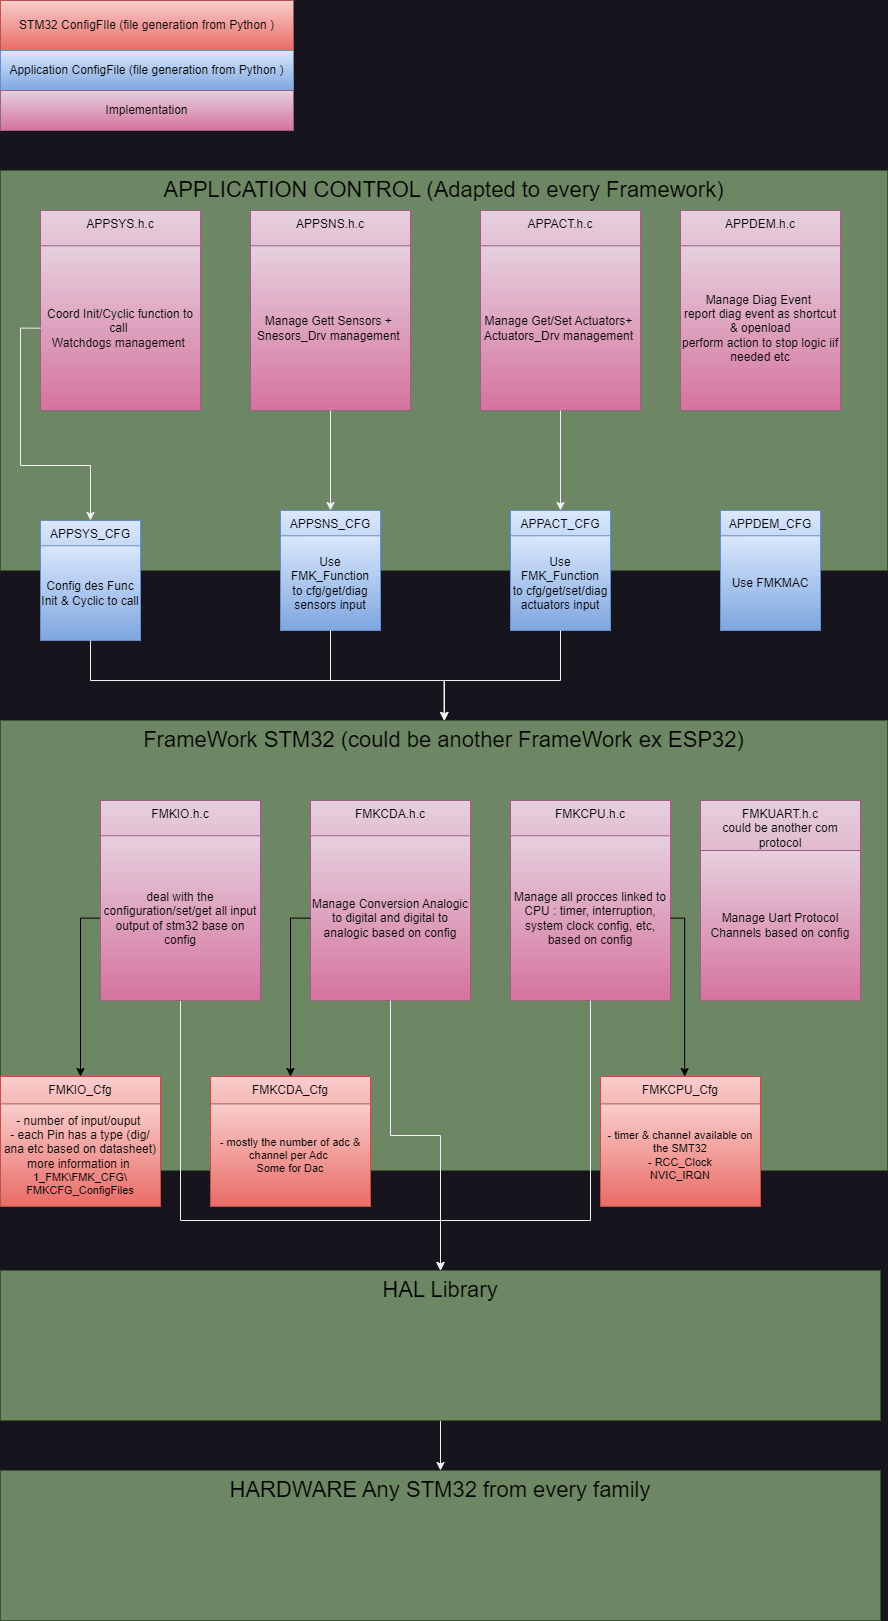 STM32 ConfigFIle (file generation from Python )
Application ConfigFile (file generation from Python )
Implementation
APPLICATION CONTROL (Adapted to every Framework)
APPSYS.h.c
Coord Init/Cyclic function to
call
Watchdogs management
APPSNS.h.c
Manage Gett Sensors +
Snesors_Drv management
APPACT.h.c
Manage Get/Set Actuators+
Actuators_Drv management
APPDEM.h.c
Manage Diag Event
report diag event as shortcut
& openload
perform action to stop logic iif
needed etc
APPSYS_CFG
Config des Func
Init & Cyclic to call
APPSNS_CFG
Use
FMK_Function
to cfg/get/diag
sensors input
APPACT_CFG
Use
FMK_Function
to cfg/get/set/diag
actuators input
APPDEM_CFG
Use FMKMAC
FrameWork STM32 (could be another FrameWork ex ESP32)
FMKIO.h.c
deal with the
configuration/set/get all input
output of stm32 base on
config
FMKCDA.h.c
Manage Conversion Analogic
to digital and digital to
analogic based on config
FMKCPU.h.c
Manage all procces linked to
CPU : timer, interruption,
system clock config, etc,
based on config
FMKUART.h.c
could be another com
protocol
Manage Uart Protocol
Channels based on config
FMKIO_Cfg
- number of input/ouput
- each Pin has a type (dig/
ana etc based on datasheet)
more information in
1_FMK\FMK_CFG\
FMKCFG_ConfigFiles
FMKCDA_Cfg
- mostly the number of adc &
channel per Adc
Some for Dac
FMKCPU_Cfg
- timer & channel available on
the SMT32
- RCC_Clock
NVIC_IRQN
HAL Library
HARDWARE Any STM32 from every family